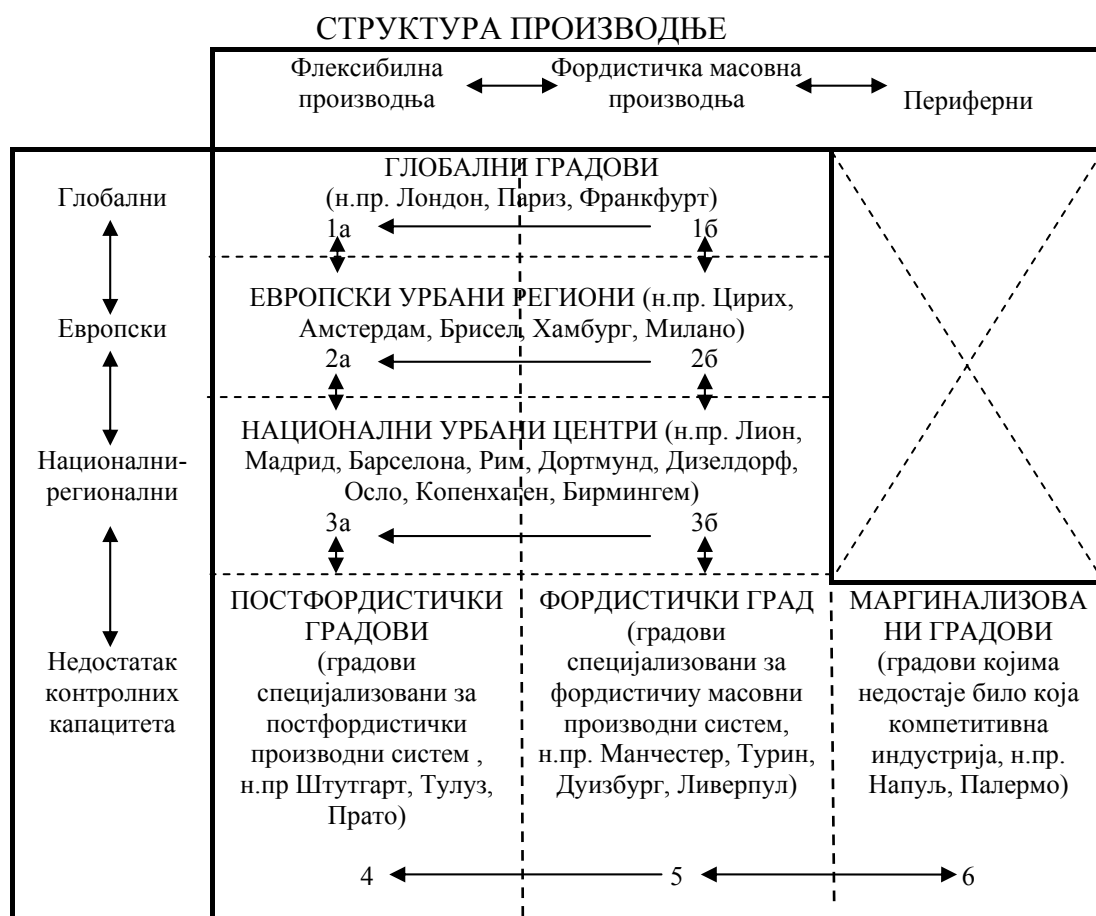 СТРУКТУРА ПРОИЗВОДЊЕ
Флексибилна
производња
Фордистичка масовна
производња
Периферни
Глобални
Европски
Национални-
регионални
Недостатак
контролних
капацитета
ГЛОБАЛНИ ГРАДОВИ
(н.пр. Лондон, Париз, Франкфурт)
1а
1б
ЕВРОПСКИ УРБАНИ РЕГИОНИ (н.пр. Цирих,
Амстердам, Брисел, Хамбург, Милано)
2а
2б
НАЦИОНАЛНИ УРБАНИ ЦЕНТРИ (н.пр. Лион,
Мадрид, Барселона, Рим, Дортмунд, Дизелдорф,
Осло, Копенхаген, Бирмингем)
3а
3б
ПОСТФОРДИСТИЧКИ
ГРАДОВИ
(градови
специјализовани за
постфордистички
производни систем ,
н.пр Штутгарт, Тулуз,
Прато)
ФОРДИСТИЧКИ ГРАД
(градови
специјализовани за
фордистичиу масовни
производни систем,
н.пр. Манчестер, Турин,
Дуизбург, Ливерпул)
МАРГИНАЛИЗОВА
НИ ГРАДОВИ
(градови којима
недостаје било која
компетитивна
индустрија, н.пр.
Напуљ, Палермо)
4
5
6